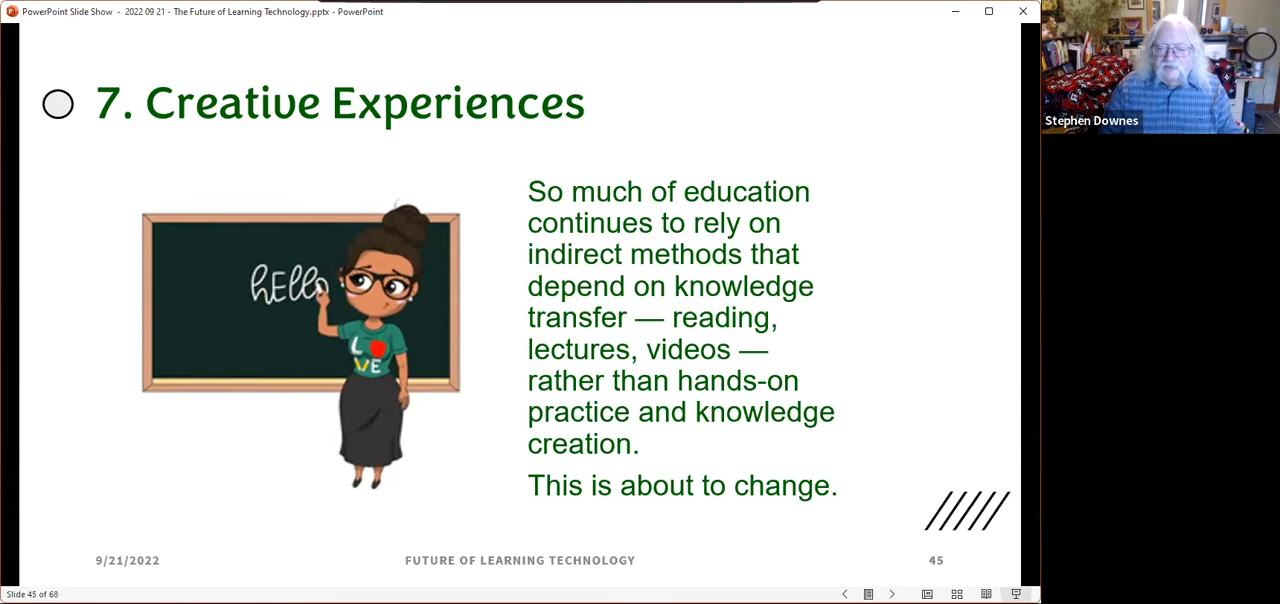 PowerPoint Slide Show - 2022 09 21 - The Future of Learning Technology.pptx - PowerPoint
7. Creative Experiences
hEllo
LO
VE
So much of education
continues to rely on
indirect methods that
depend on knowledge
transfer — reading,
lectures, videos —
rather than hands-on
practice and knowledge
creation.
This is about to change.
9/21/2022
FUTURE OF LEARNING TECHNOLOGY
45
Slide 45 of 68
Stephen Downes